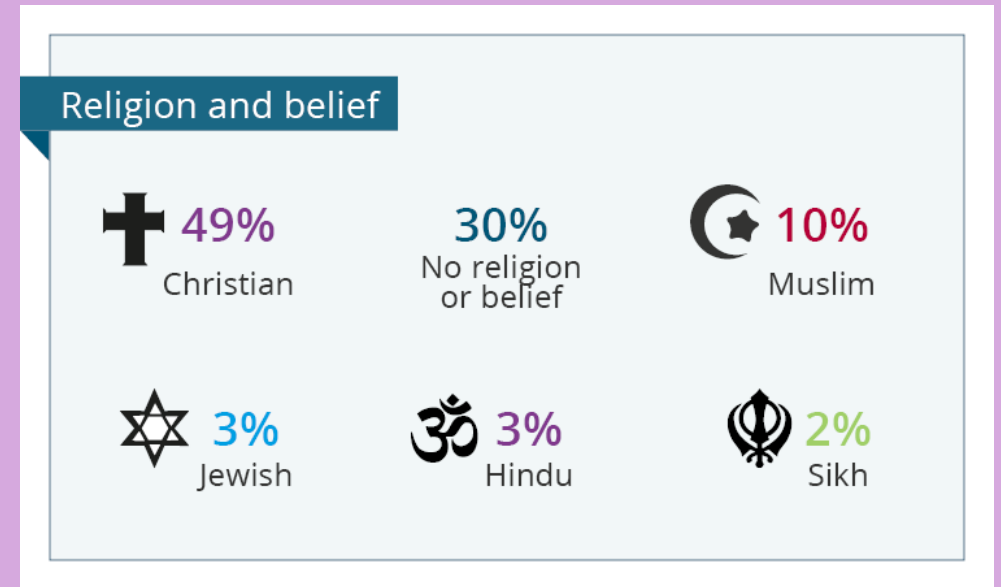 Religion and belief
49%
Christian
30%
No religion
or belief
10%
Muslim
3%
Jewish
3%
Hindu
2%
Sikh